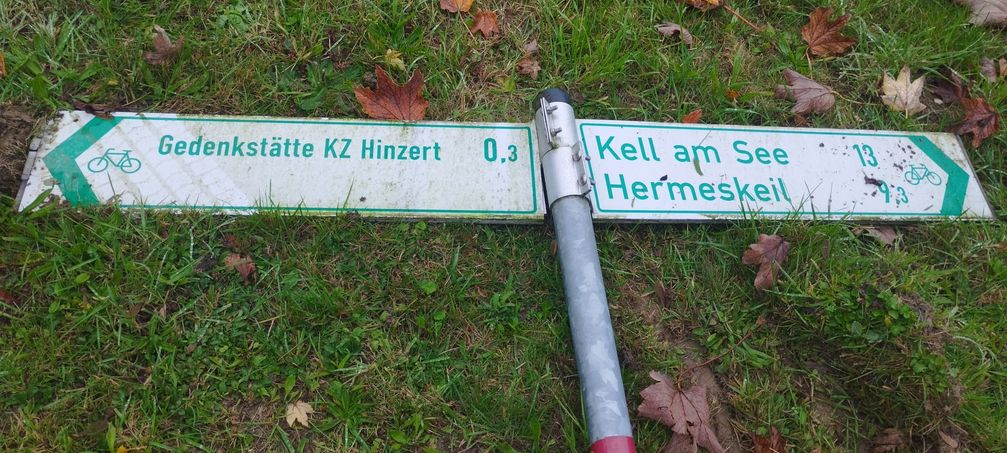 Gedenkstätte KZ Hinzert 0,3
Kell am See 13
Hermeskeil 9,3